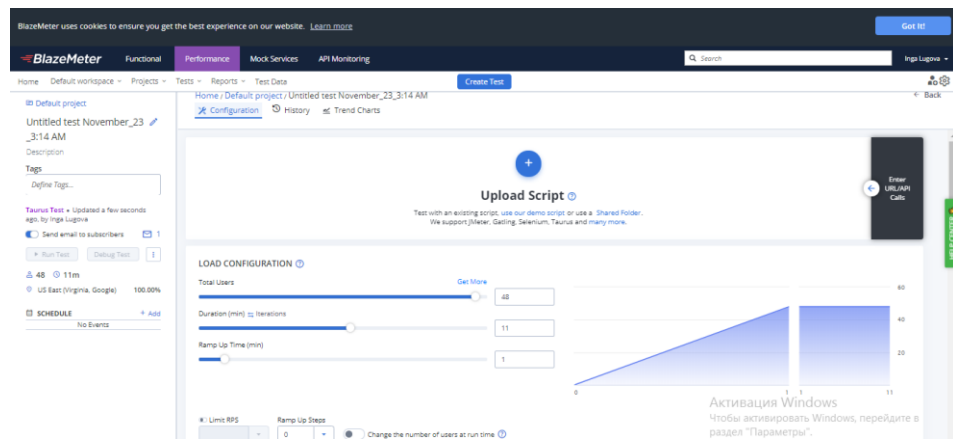 BlazeMeter uses cookies to ensure you get the best experience on our website. Learn more
Got It!
BlazeMeter Functional Performance Mock Services API Monitoring Search Inga Lugova
Home Default workspace Projects Tests Reports Test Data Create Test
Default project
Untitled test November_23
_3:14 AM
Description
Tags
Define Tags...
Taurus Test • Updated a few seconds
ago, by Inga Lugova
Send email to subscribers 1
Run Test Debug Test
48 11m
US East (Virginia, Google) 100.00%
SCHEDULE + Add
No Events
Home / Default project / Untitled test November_23_3:14 AM
Back
Configuration History Trend Charts
Upload Script
Test with an existing script, use our demo script or use a Shared Folder.
We support JMeter, Gatling, Selenium, Taurus and many more.
Enter
URL/API
Calls
LOAD CONFIGURATION
Total Users Get More
48
Duration (min) Iterations
11
Ramp Up Time (min)
1
60
40
20
0 1 1 11
Limit RPS Ramp Up Steps
0 Change the number of users at run time
Активация Windows
Чтобы активировать Windows, перейдите в
раздел "Параметры".